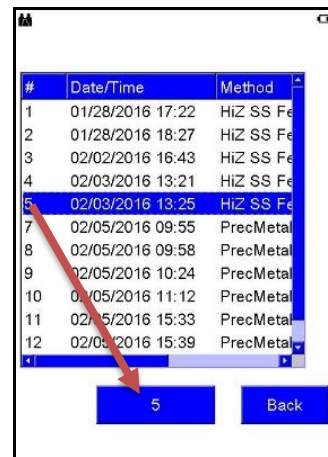 # Date/Time Method
1 01/28/2016 17:22 HiZ SS Fe
2 01/28/2016 18:27 HiZ SS Fe
3 02/02/2016 16:43 HiZ SS Fe
4 02/03/2016 13:21 HiZ SS Fe
5 02/03/2016 13:25 HiZ SS Fe
7 02/05/2016 09:55 PrecMetal
8 02/05/2016 09:58 PrecMetal
9 02/05/2016 10:24 PrecMetal
10 02/05/2016 11:12 PrecMetal
11 02/05/2016 15:33 PrecMetal
12 02/05/2016 15:39 PrecMetal
5 Back